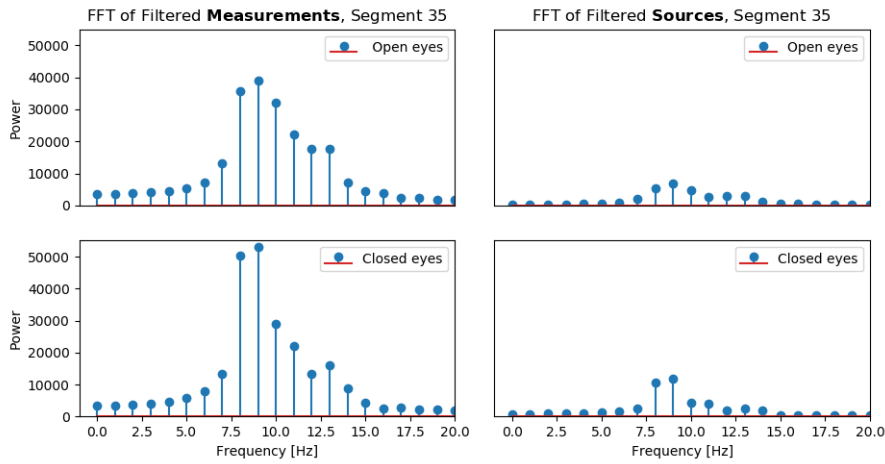 FFT of Filtered Measurements, Segment 35
FFT of Filtered Sources, Segment 35
Open eyes
Open eyes
Power
50000
40000
30000
20000
10000
0
Closed eyes
Closed eyes
Power
50000
40000
30000
20000
10000
0
0.0 2.5 5.0 7.5 10.0 12.5 15.0 17.5 20.0
0.0 2.5 5.0 7.5 10.0 12.5 15.0 17.5 20.0
Frequency [Hz]
Frequency [Hz]